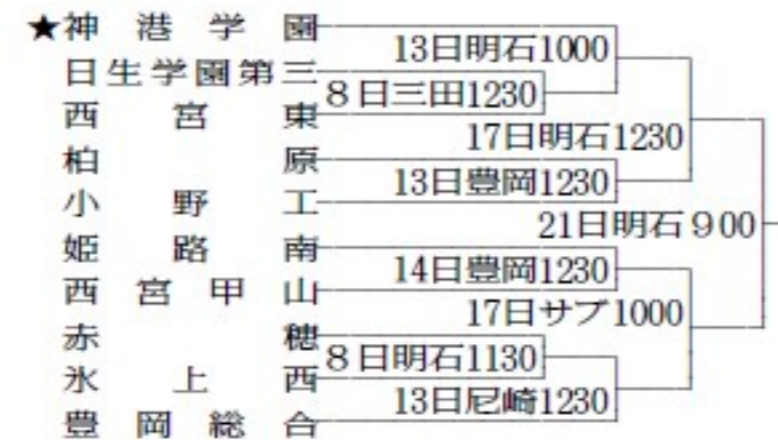 ★神港学園
13日明石1000
日生学園第三
8日三田1230
西宮東
17日明石1230
柏原
13日豊岡1230
小野工
21日明石900
姫路南
14日豊岡1230
西宮甲山
17日サブ1000
赤穂
8日明石1130
氷上西
13日尼崎1230
豊岡総合